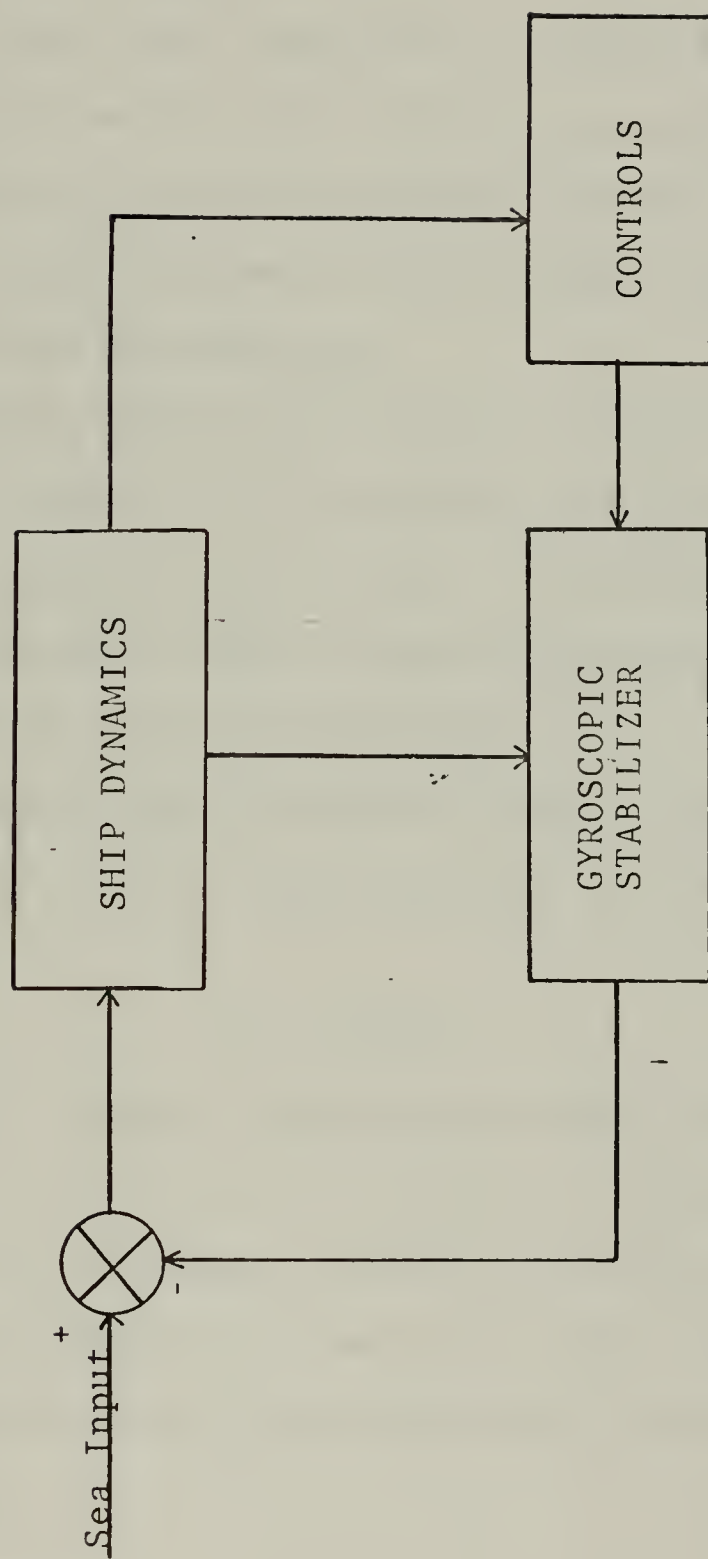 Sea Input
+
-
SHIP DYNAMICS
GYROSCOPIC
STABILIZER
CONTROLS